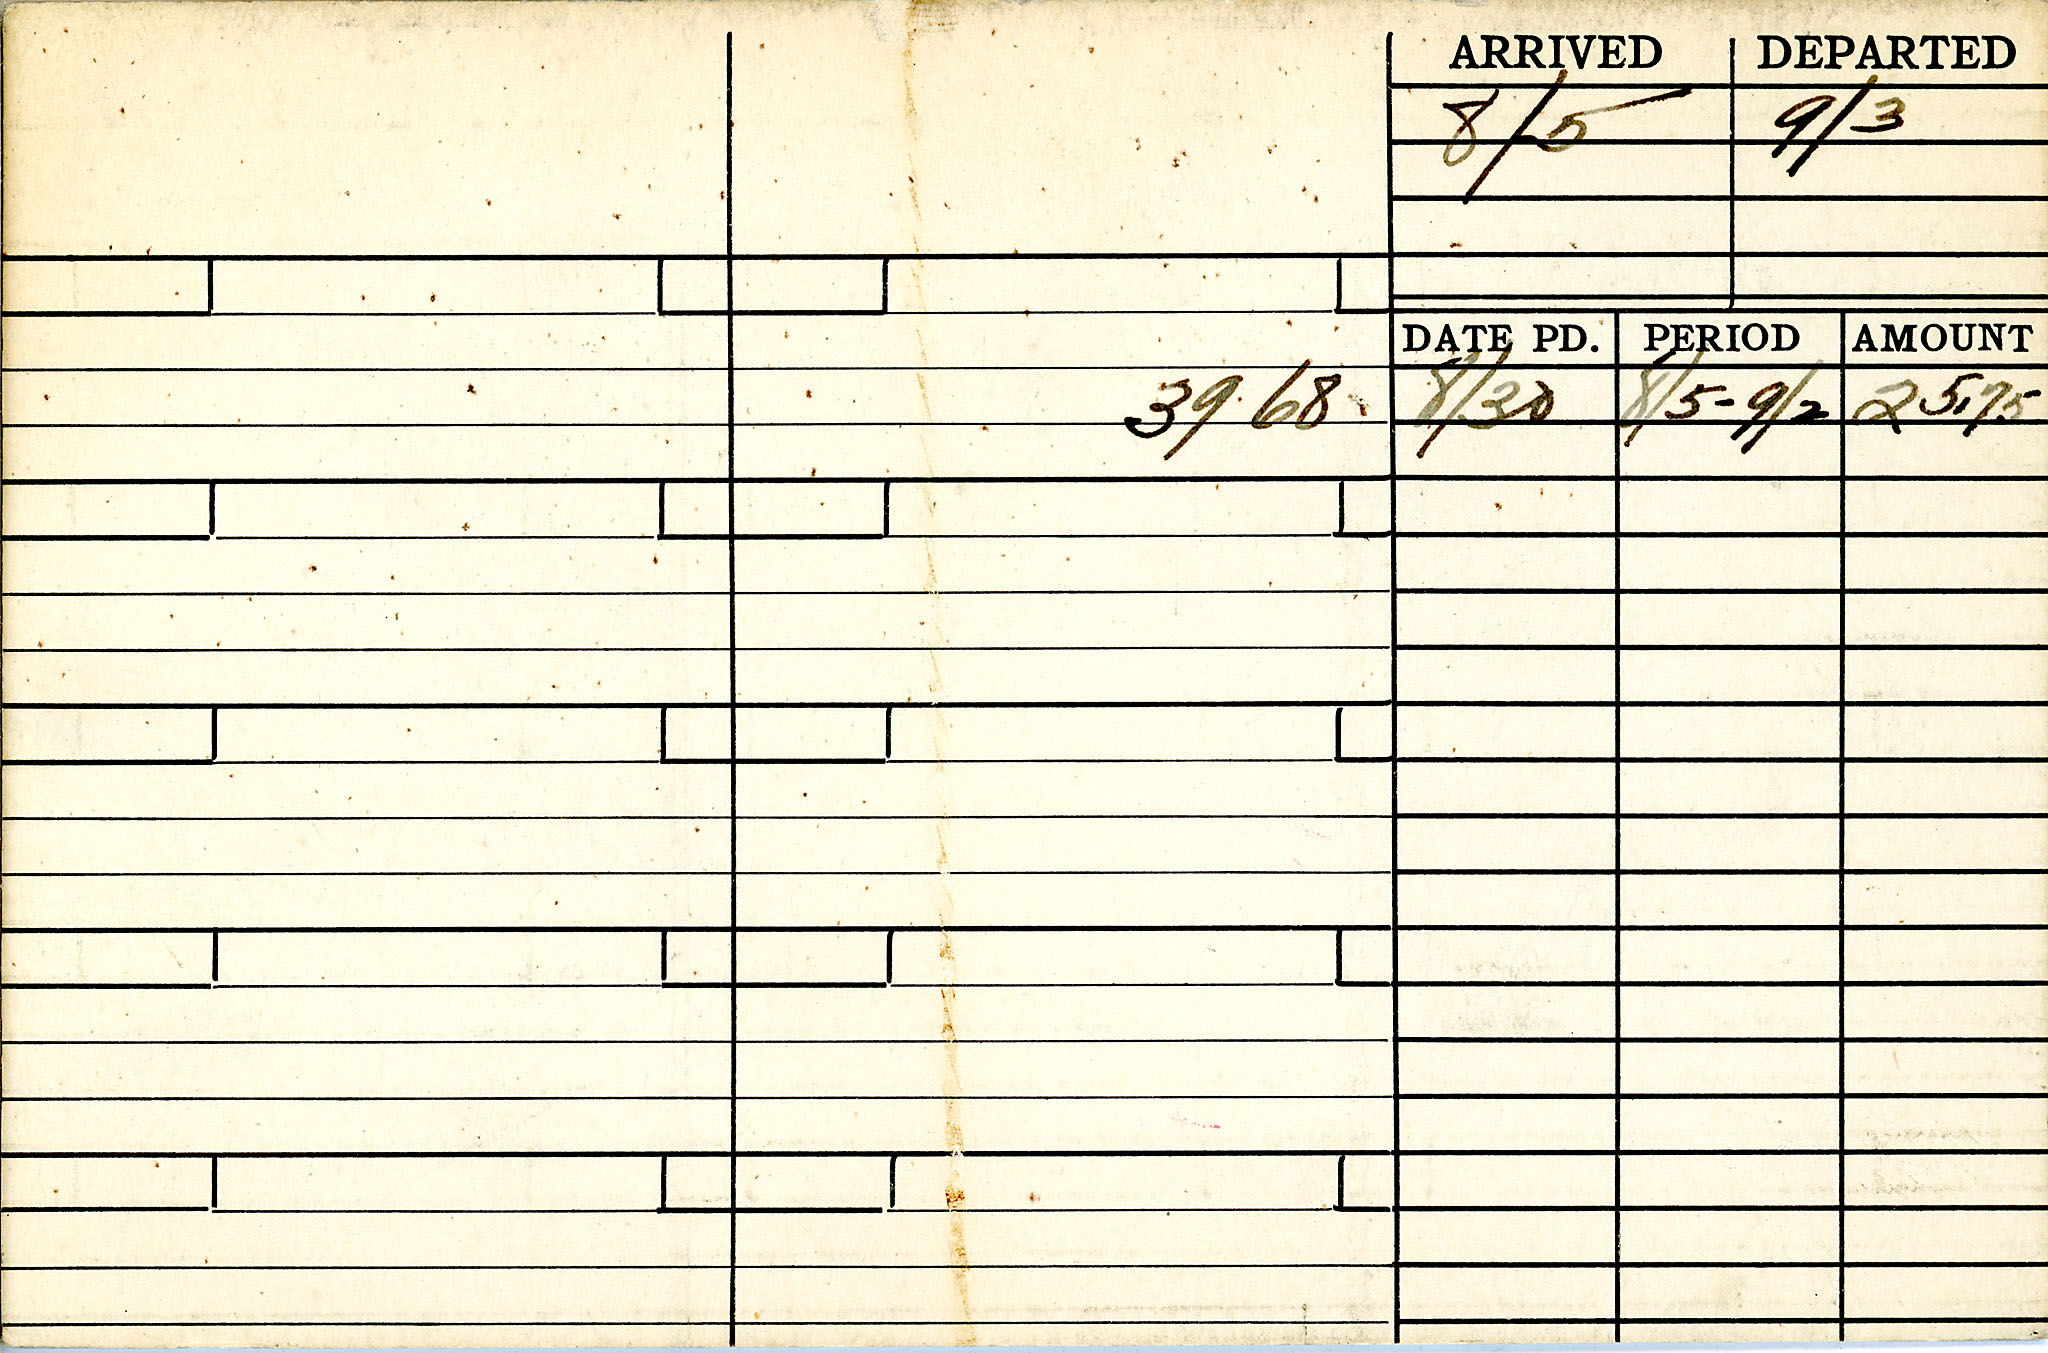 ARRIVED DEPARTED
8/5 9/3
DATE PD. PERIOD AMOUNT
3968 8/30 8/5-9/2 25.75